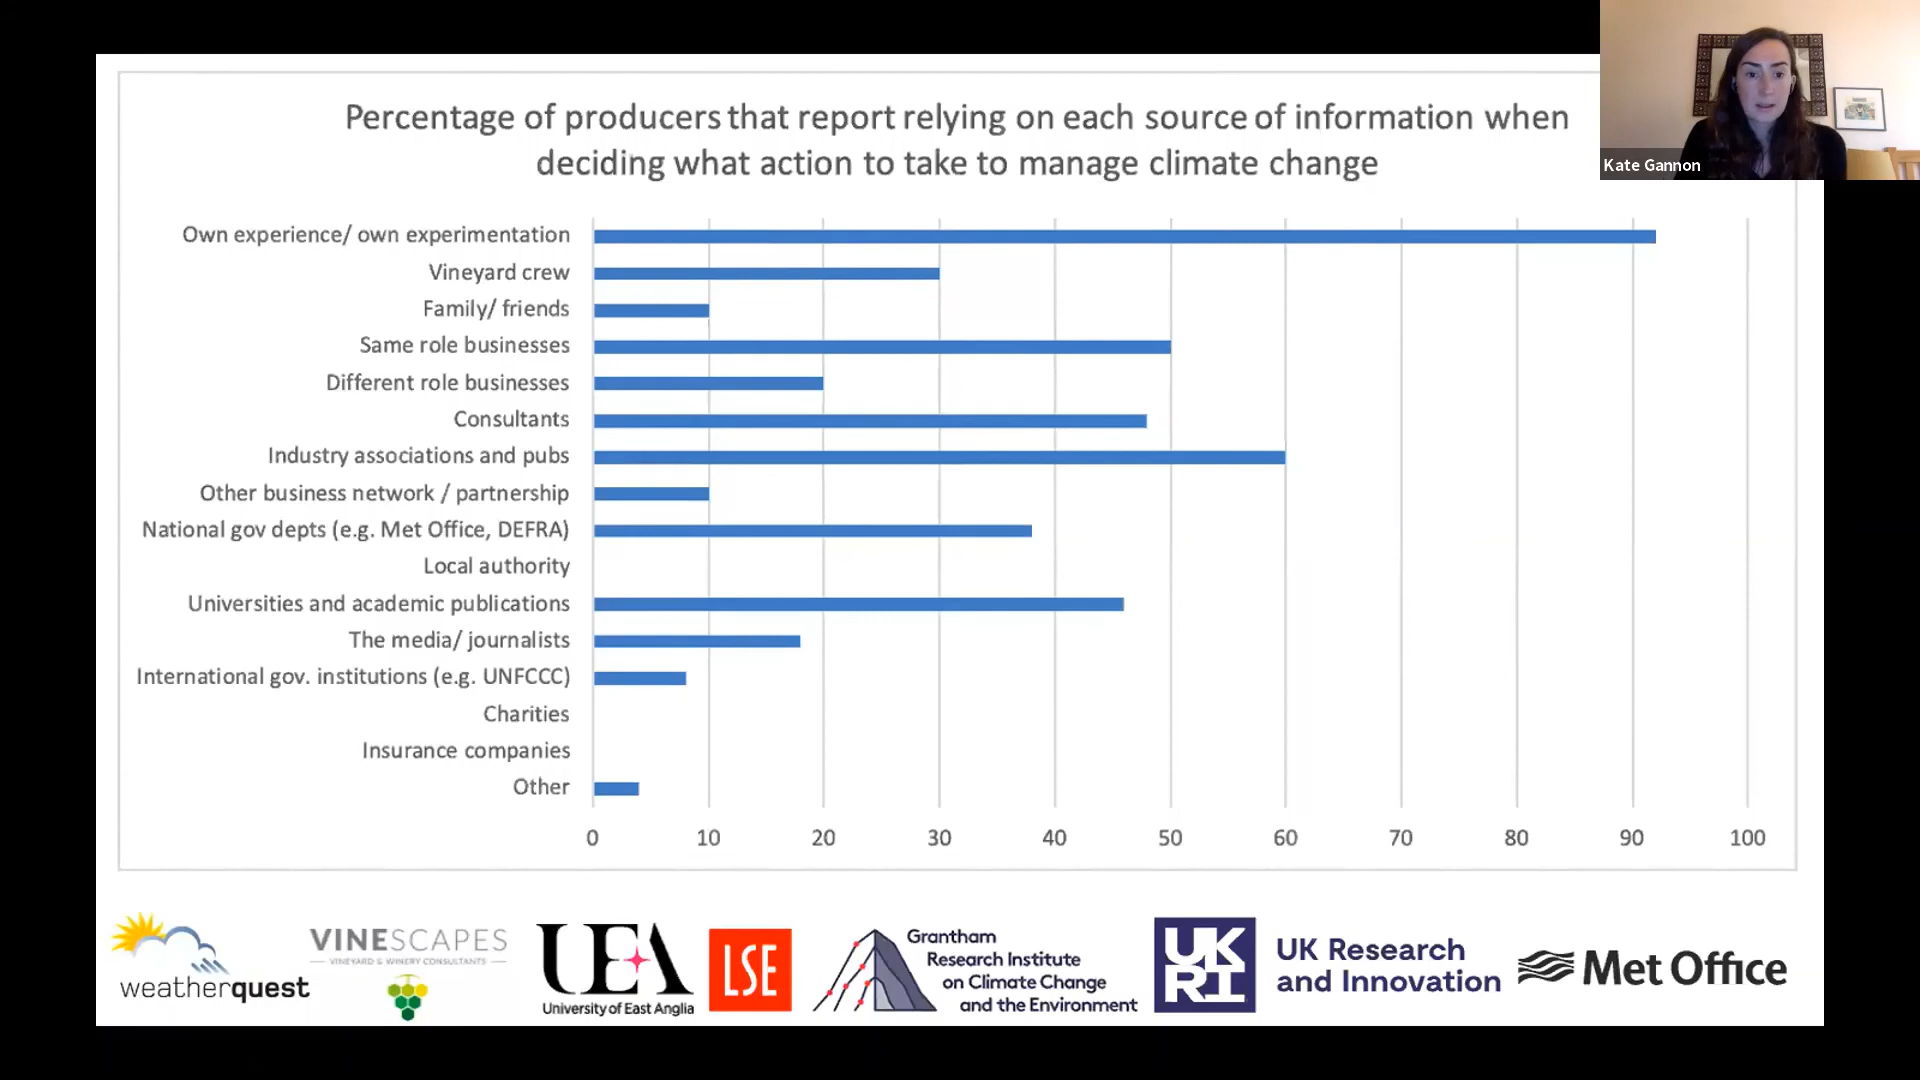 Percentage of producers that report relying on each source of information when
deciding what action to take to manage climate change
Kate Gannon
Own experience/ own experimentation
Vineyard crew
Family/ friends
Same role businesses
Different role businesses
Consultants
Industry associations and pubs
Other business network / partnership
National gov depts (e.g. Met Office, DEFRA)
Local authority
Universities and academic publications
The media/ journalists
International gov. institutions (e.g. UNFCCC)
Charities
Insurance companies
Other
0 10 20 30 40 50 60 70 80 90 100
weatherquest
VINESCAPES
VINEYARD & WINERY CONSULTANTS
UEA
University of East Anglia
LSE
Grantham
Research Institute
on Climate Change
and the Environment
UK
RI
UK Research
and Innovation
Met Office